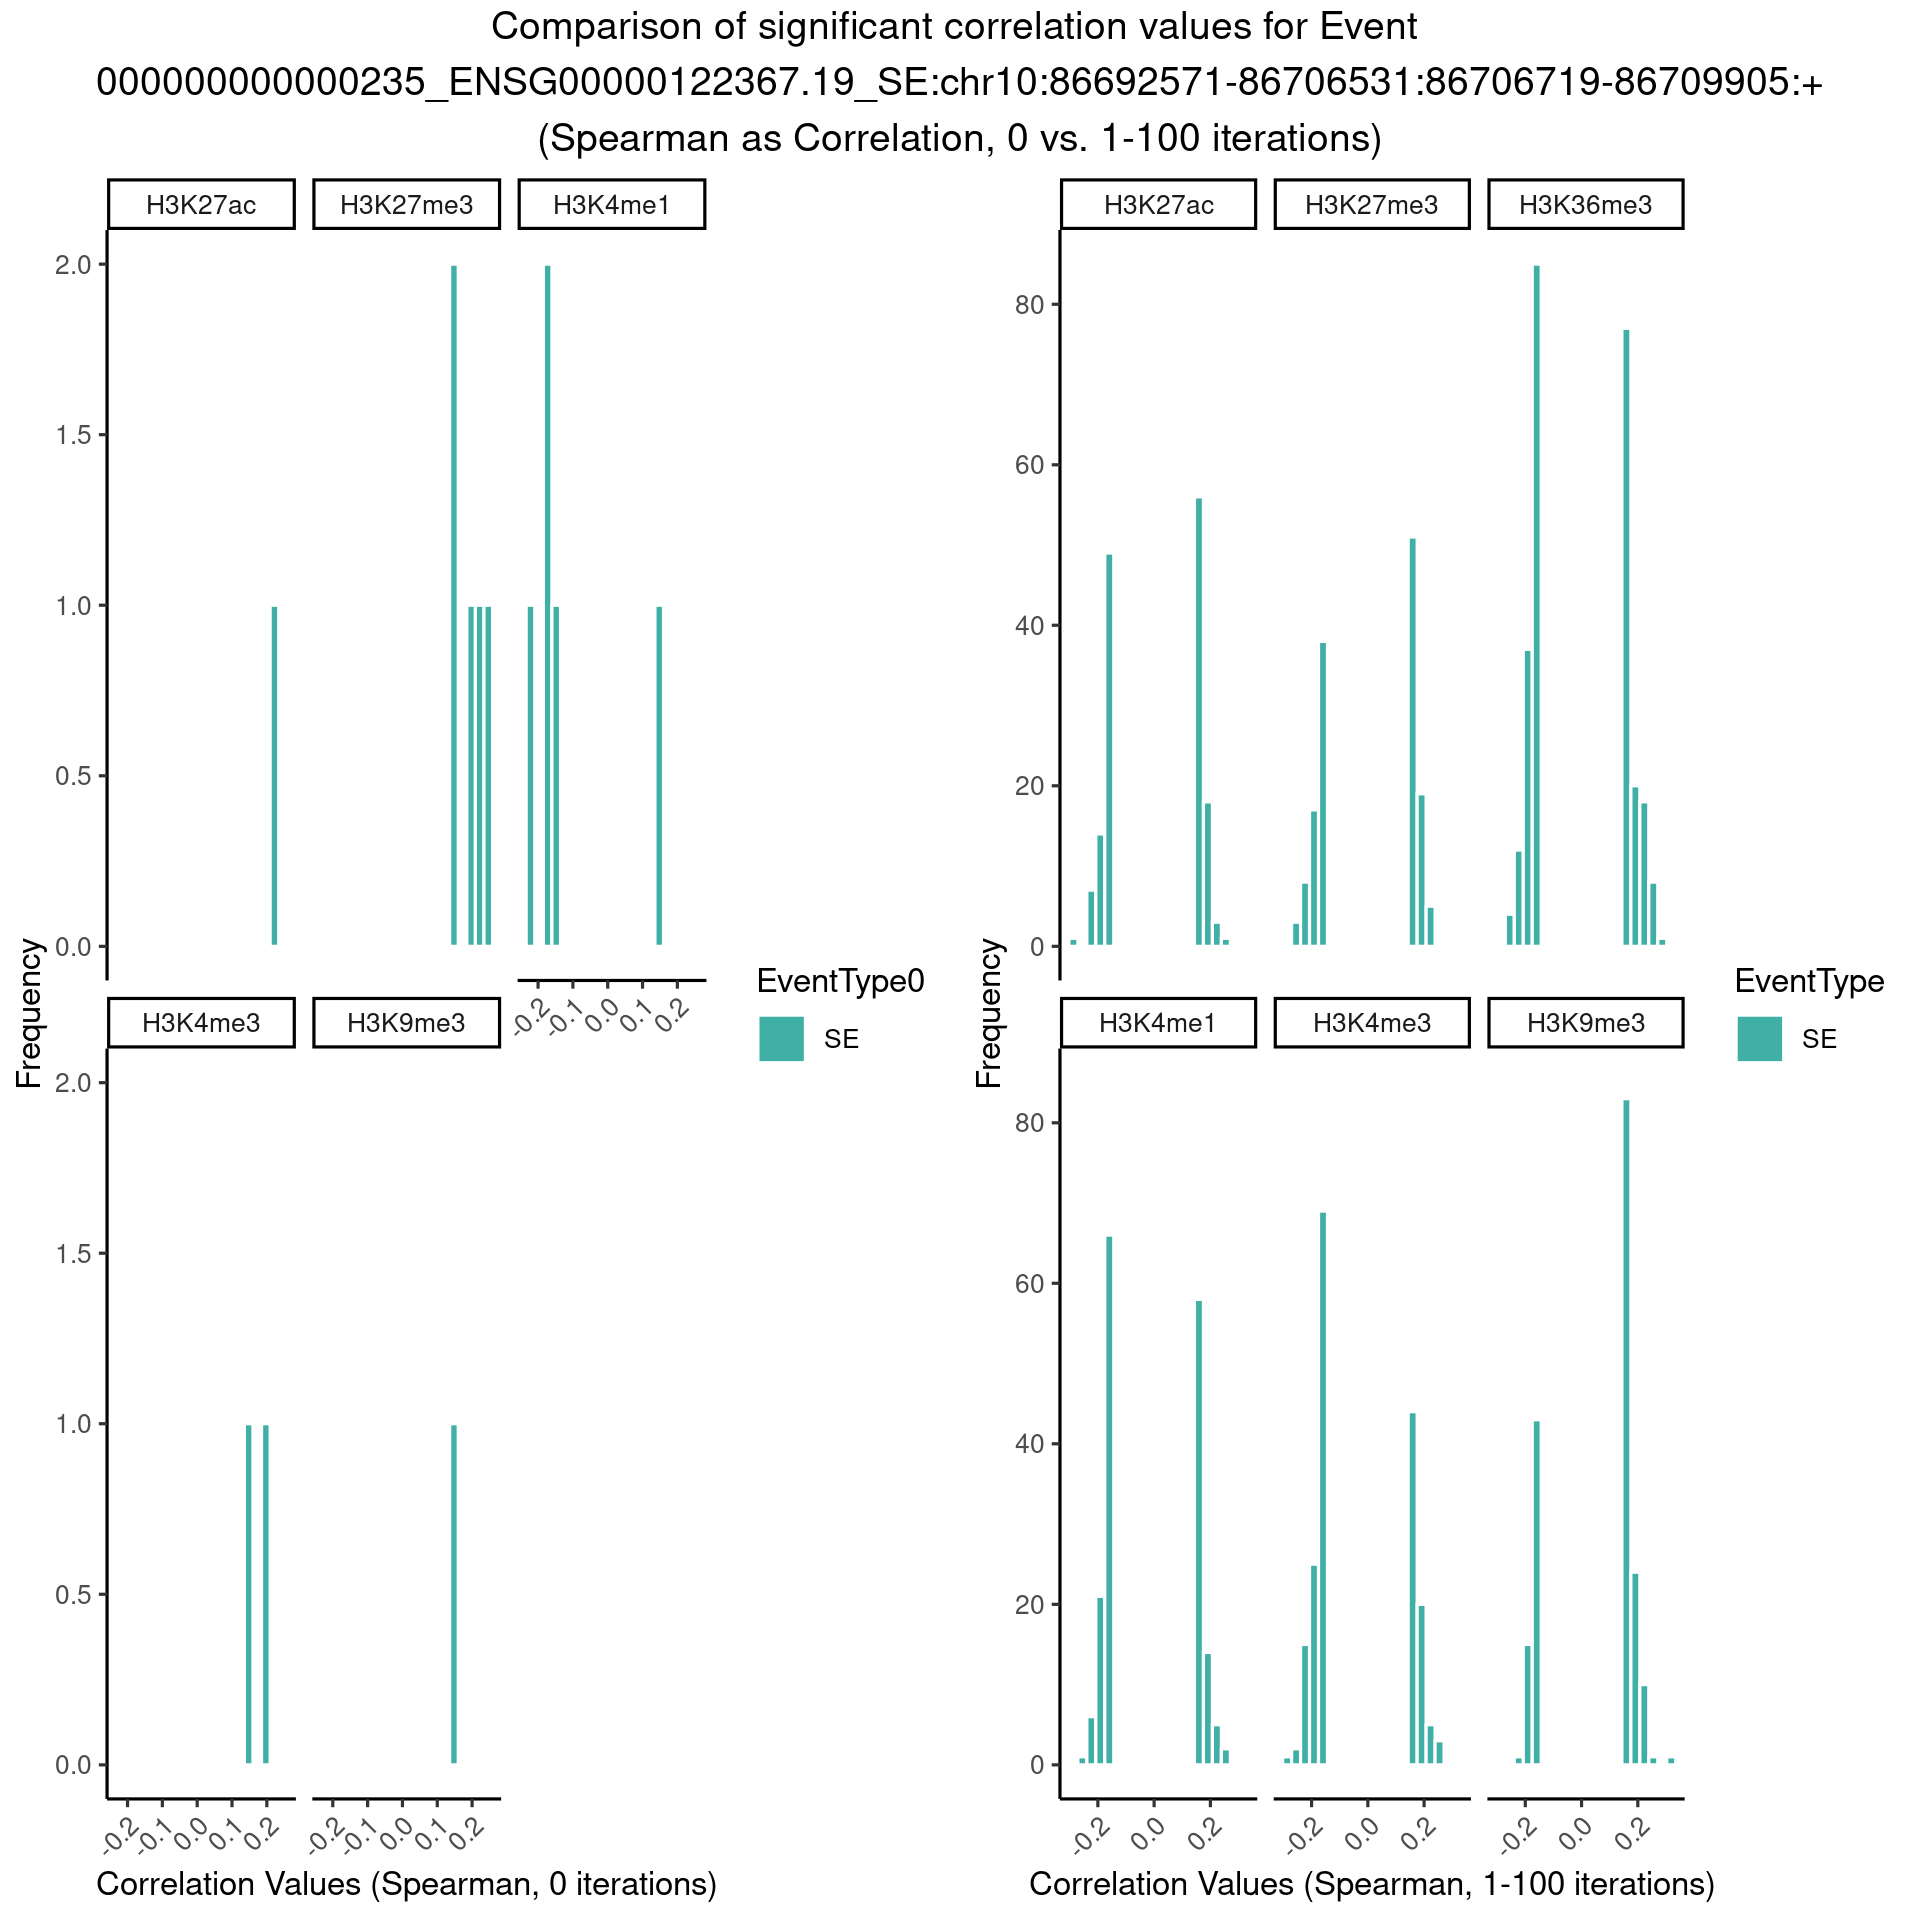 Comparison of significant correlation values for Event
000000000000235_ENSG00000122367.19_SE:chr10:86692571-86706531:86706719-86709905:+
(Spearman as Correlation, 0 vs. 1-100 iterations)
H3K27ac H3K27me3 H3K4me1
2.0
1.5
1.0
0.5
0.0
-0.2 -0.1 0.0 0.1 0.2
H3K4me3 H3K9me3
2.0
1.5
1.0
0.5
0.0
-0.2 -0.1 0.0 0.1 0.2
-0.2 -0.1 0.0 0.1 0.2
Frequency
Correlation Values (Spearman, 0 iterations)
EventType0
SE
H3K27ac H3K27me3 H3K36me3
80
60
40
20
0
H3K4me1 H3K4me3 H3K9me3
80
60
40
20
0
-0.2 0.0 0.2
-0.2 0.0 0.2
-0.2 0.0 0.2
Frequency
Correlation Values (Spearman, 1-100 iterations)
EventType
SE